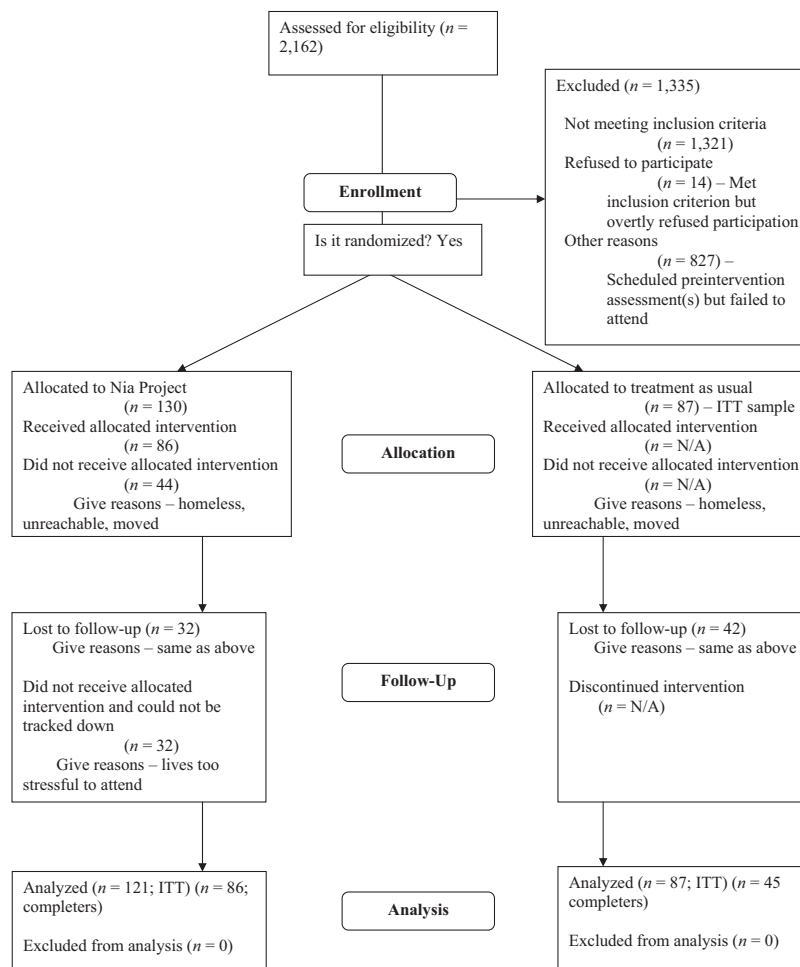 Assessed for eligibility (n =
2,162)
Excluded (n = 1,335)
Not meeting inclusion criteria
(n = 1,321)
Refused to participate
(n = 14) – Met
inclusion criterion but
overtly refused participation
Other reasons
(n = 827) –
Scheduled preintervention
assessment(s) but failed to
attend
Enrollment
Is it randomized? Yes
Allocated to Nia Project
(n = 130)
Received allocated intervention
(n = 86)
Did not receive allocated intervention
(n = 44)
Give reasons – homeless,
unreachable, moved
Allocation
Allocated to treatment as usual
(n = 87) – ITT sample
Received allocated intervention
(n = N/A)
Did not receive allocated intervention
(n = N/A)
Give reasons – homeless,
unreachable, moved
Lost to follow-up (n = 32)
Give reasons – same as above
Did not receive allocated
intervention and could not be
tracked down
(n = 32)
Give reasons – lives too
stressful to attend
Follow-Up
Lost to follow-up (n = 42)
Give reasons – same as above
Discontinued intervention
(n = N/A)
Analyzed (n = 121; ITT) (n = 86;
completers)
Excluded from analysis (n = 0)
Analysis
Analyzed (n = 87; ITT) (n = 45
completers)
Excluded from analysis (n = 0)